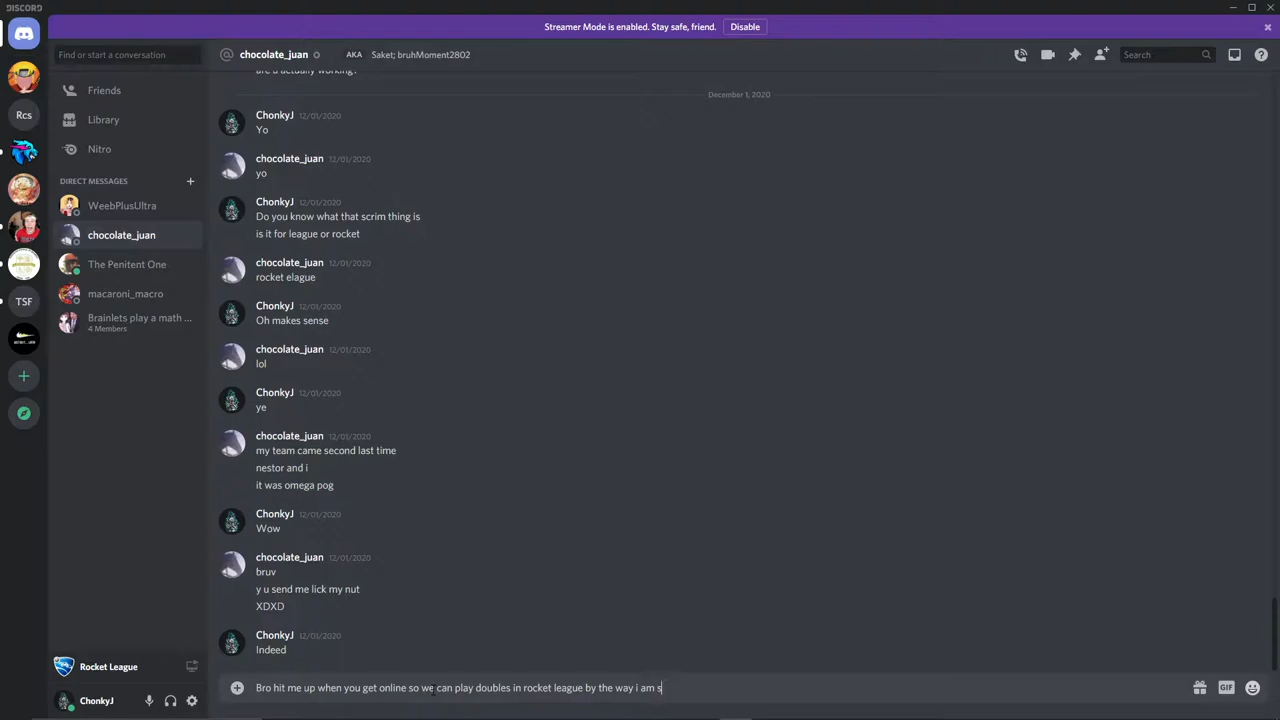 DISCORD
Streamer Mode is enabled. Stay safe, friend. Disable
Find or start a conversation
chocolate_juan AKA Saket; bruhMoment2802
Search
are u actually working?
Friends
Library
Nitro
DIRECT MESSAGES
WeebPlusUltra
chocolate_juan
The Penitent One
macaroni_macro
Brainlets play a math ...
4 Members
Rcs
TSF
December 1, 2020
ChonkyJ 12/01/2020
Yo
chocolate_juan 12/01/2020
yo
ChonkyJ 12/01/2020
Do you know what that scrim thing is
is it for league or rocket
chocolate_juan 12/01/2020
rocket elague
ChonkyJ 12/01/2020
Oh makes sense
chocolate_juan 12/01/2020
lol
ChonkyJ 12/01/2020
ye
chocolate_juan 12/01/2020
my team came second last time
nestor and i
it was omega pog
ChonkyJ 12/01/2020
Wow
chocolate_juan 12/01/2020
bruv
y u send me lick my nut
XDXD
ChonkyJ 12/01/2020
Indeed
Rocket League
ChonkyJ
Bro hit me up when you get online so we can play doubles in rocket league by the way i am s
GIF